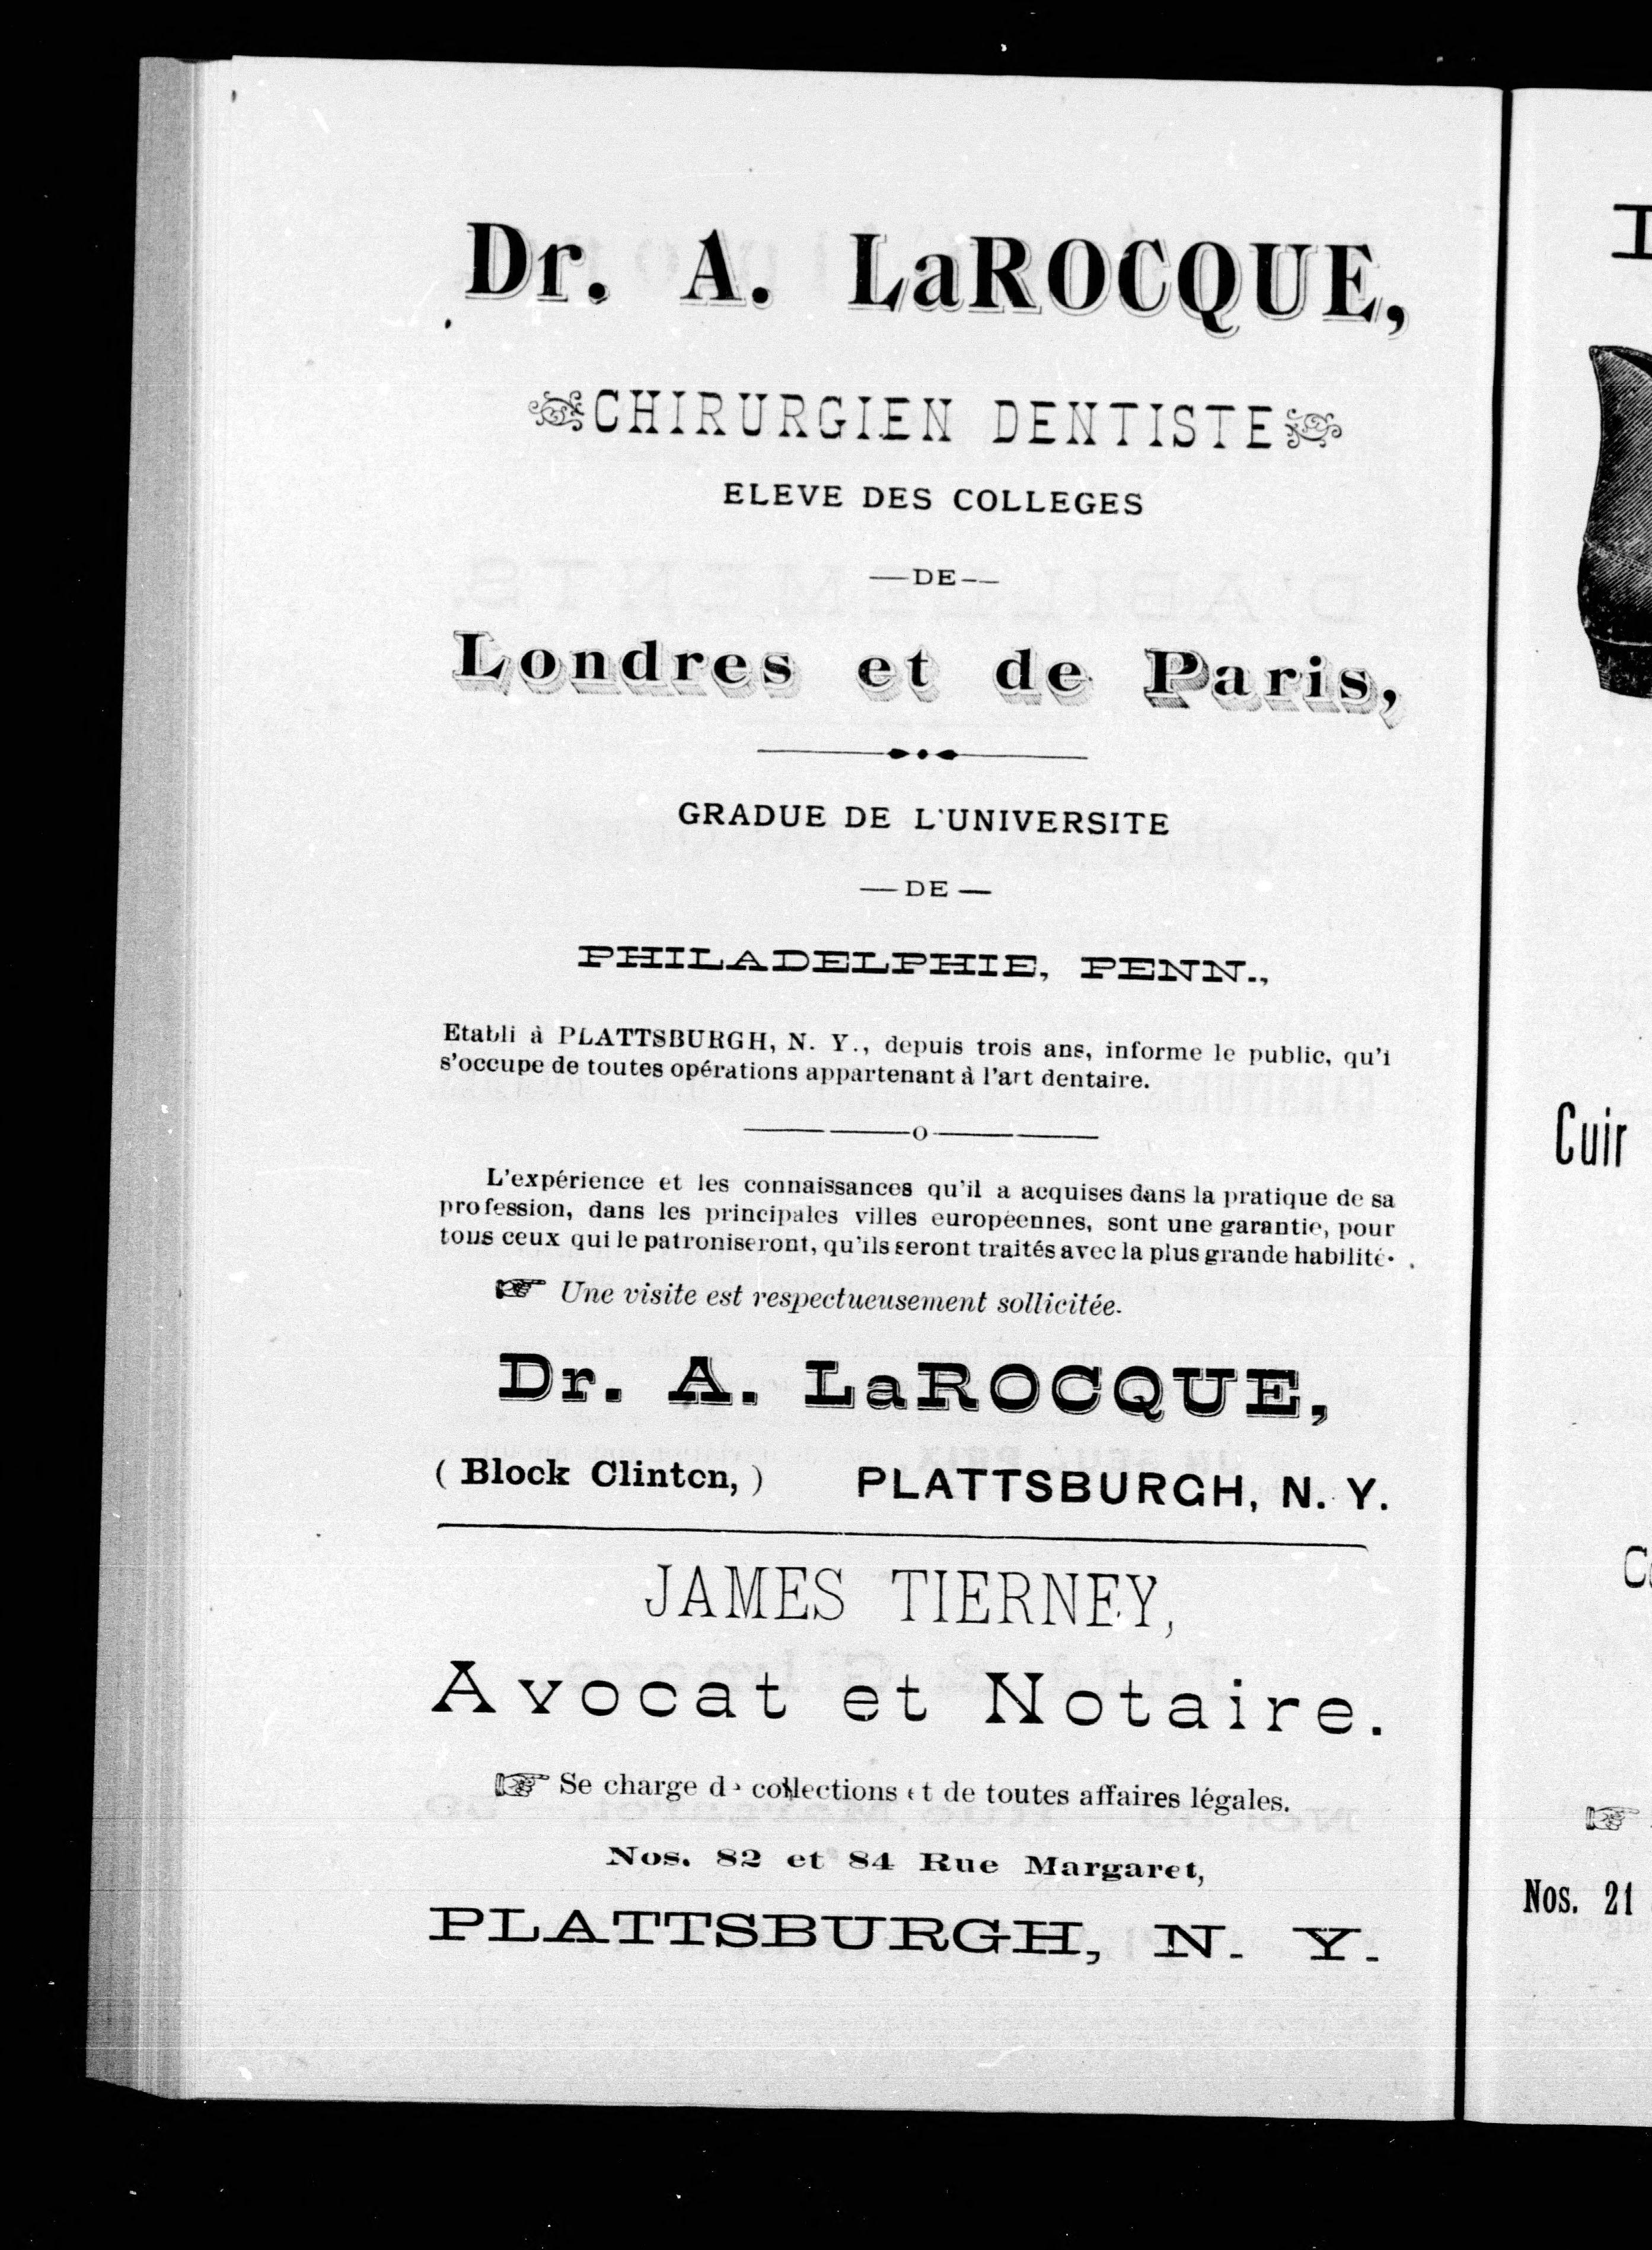 Dr. A. LaROCQUE,
CHIRURGIEN DENTISTE
ELEVE DES COLLEGES
—DE—
Londres et de Paris,
GRADUE DE L'UNIVERSITE
—DE—
PHILADELPHIE, PENN.,
Etabli à PLATTSBURGH, N. Y., depuis trois ans, informe le public, qu'i
s'occupe de toutes opérations appartenant à l'art dentaire.
o
L'expérience et les connaissances qu'il a acquises dans la pratique de sa
profession, dans les principales villes européennes, sont une garantie, pour
tous ceux qui le patroniseront, qu'ils seront traités avec la plus grande habilité.
☞ Une visite est respectueusement sollicitée.
Dr. A. LaROCQUE,
(Block Clinton,) PLATTSBURGH, N. Y.
JAMES TIERNEY,
Avocat et Notaire.
☞ Se charge de collections et de toutes affaires légales.
Nos. 82 et 84 Rue Margaret,
PLATTSBURGH, N. Y.
Cuir
☞
Nos. 21